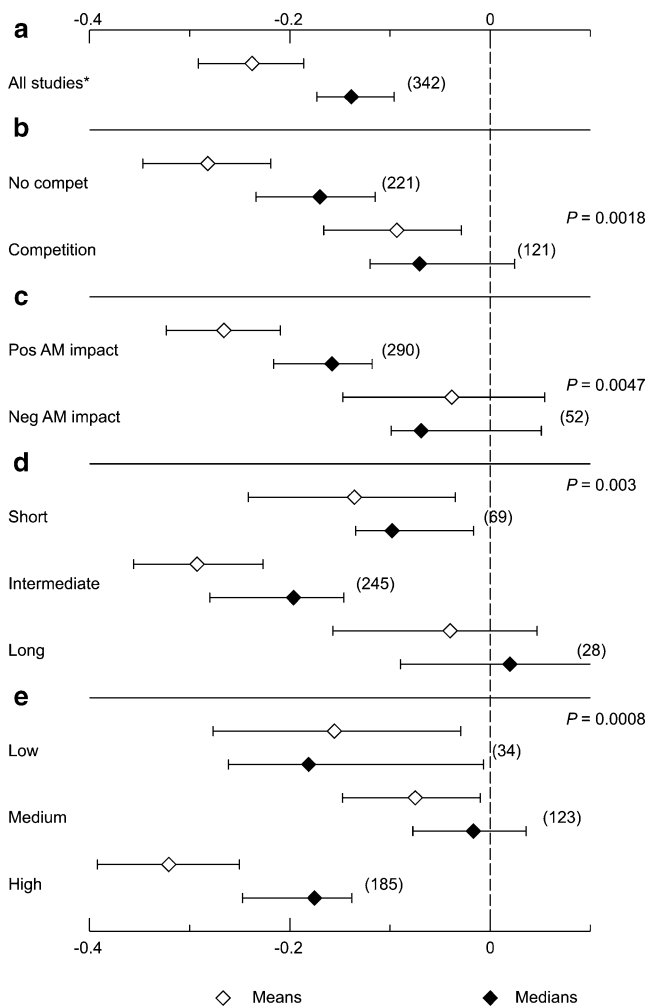 a
-0.4 -0.2 0
All studies* (342)
b
No compet (221)
P = 0.0018
Competition (121)
c
Pos AM impact (290)
P = 0.0047
Neg AM impact (52)
d
P = 0.003
Short (69)
Intermediate (245)
Long (28)
e
P = 0.0008
Low (34)
Medium (123)
High (185)
-0.4 -0.2 0
Means Medians